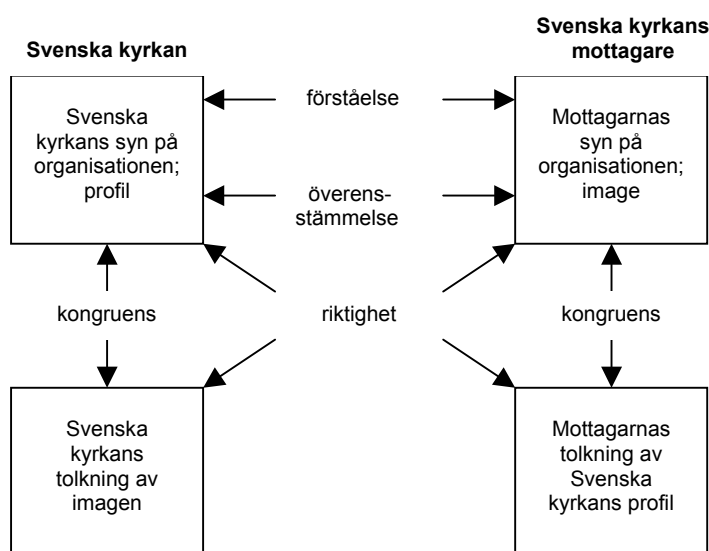 Svenska kyrkan
Svenska kyrkans
mottagare
Svenska
kyrkans syn på
organisationen;
profil
förståelse
överens-
stämmelse
Mottagarnas
syn på
organisationen;
image
kongruens
riktighet
kongruens
Svenska
kyrkans
tolkning av
imagen
Mottagarnas
tolkning av
Svenska
kyrkans profil